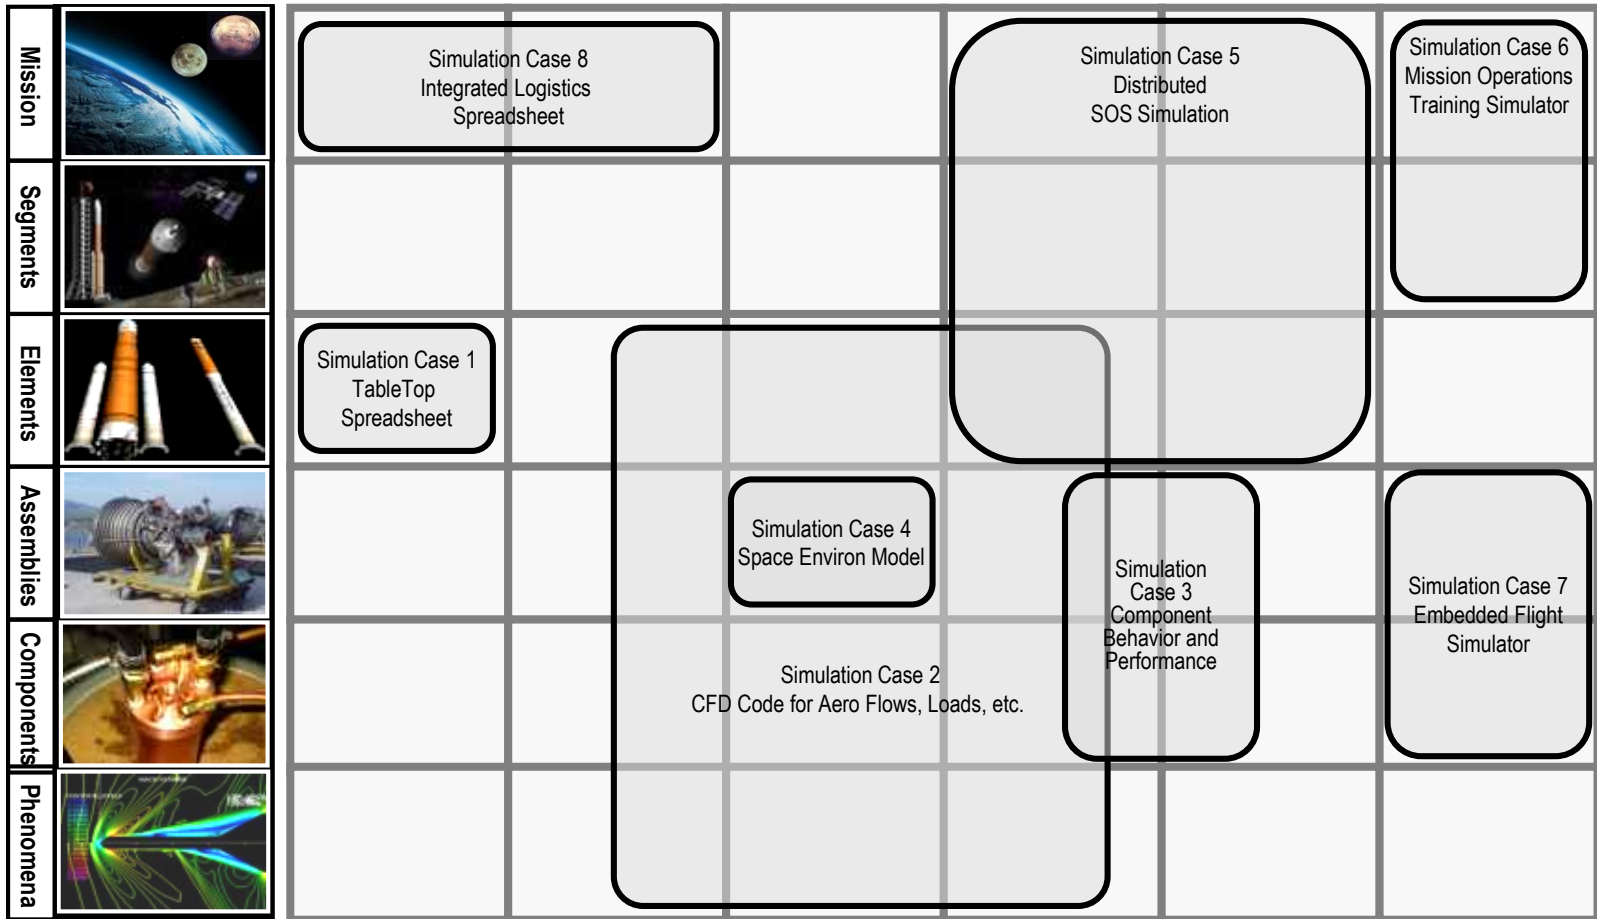 Mission
Simulation Case 8
Integrated Logistics
Spreadsheet
Simulation Case 5
Distributed
SOS Simulation
Simulation Case 6
Mission Operations
Training Simulator
Segments
Elements
Simulation Case 1
TableTop
Spreadsheet
Assemblies
Simulation Case 4
Space Environ Model
Simulation
Case 3
Component
Behavior and
Performance
Simulation Case 7
Embedded Flight
Simulator
Components
Simulation Case 2
CFD Code for Aero Flows, Loads, etc.
Phenomena